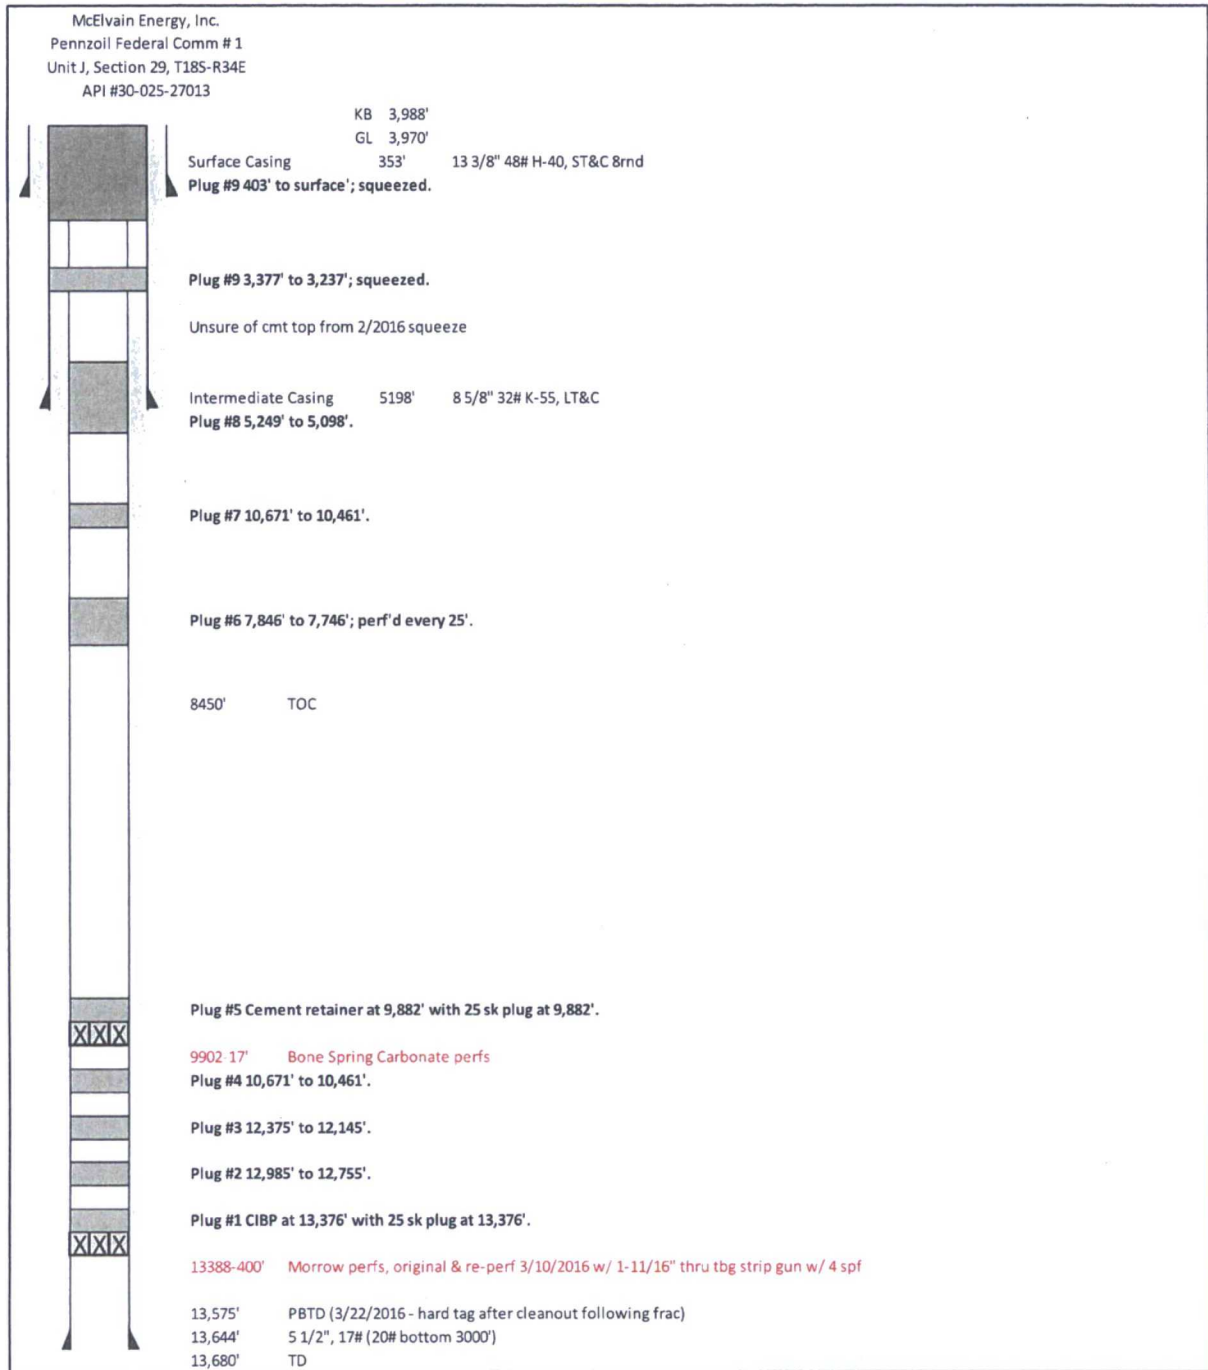 McElvain Energy, Inc.
Pennzoil Federal Comm # 1
Unit J, Section 29, T18S-R34E
API #30-025-27013
KB 3,988'
GL 3,970'
Surface Casing 353' 13 3/8" 48# H-40, ST&C 8rnd
Plug #9 403' to surface'; squeezed.
Plug #9 3,377' to 3,237'; squeezed.
Unsure of cmt top from 2/2016 squeeze
Intermediate Casing 5198' 8 5/8" 32# K-55, LT&C
Plug #8 5,249' to 5,098'.
Plug #7 10,671' to 10,461'.
Plug #6 7,846' to 7,746'; perf'd every 25'.
8450' TOC
Plug #5 Cement retainer at 9,882' with 25 sk plug at 9,882'.
XXX
9902-17' Bone Spring Carbonate perfs
Plug #4 10,671' to 10,461'.
Plug #3 12,375' to 12,145'.
Plug #2 12,985' to 12,755'.
Plug #1 CIBP at 13,376' with 25 sk plug at 13,376'.
XXX
13388-400' Morrow perfs, original & re-perf 3/10/2016 w/ 1-11/16" thru tbg strip gun w/ 4 spf
13,575' PBTD (3/22/2016 - hard tag after cleanout following frac)
13,644' 5 1/2", 17# (20# bottom 3000')
13,680' TD